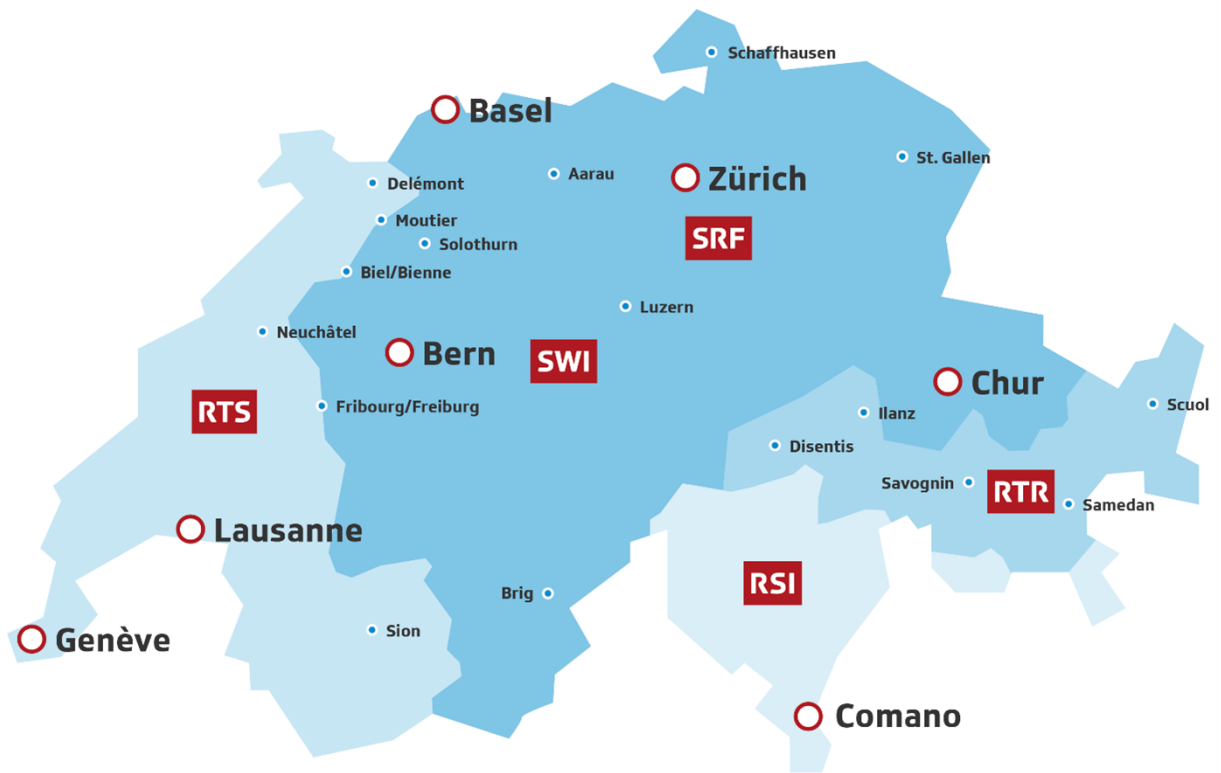 Schaffhausen
Basel
St. Gallen
Aarau
Zürich
Delémont
Moutier
SRF
Solothurn
Biel/Bienne
Luzern
Neuchâtel
Bern
SWI
Chur
Scuol
Fribourg/Freiburg
RTS
Ilanz
Disentis
Savognin
RTR
Samedan
Lausanne
RSI
Brig
Sion
Genève
Comano